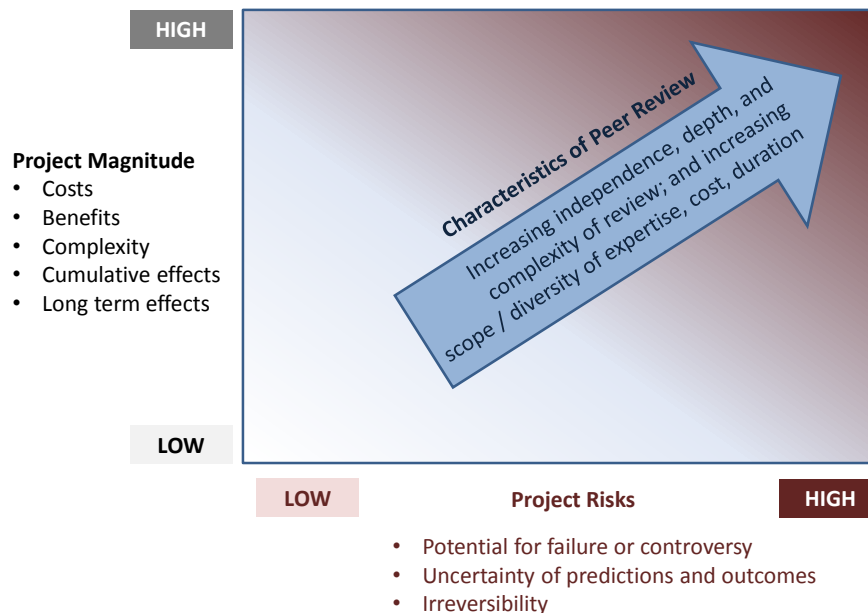 HIGH
Project Magnitude
• Costs
• Benefits
• Complexity
• Cumulative effects
• Long term effects
LOW
Characteristics of Peer Review
Increasing independence, depth, and
complexity of review; and increasing
scope / diversity of expertise, cost, duration
LOW
Project Risks
HIGH
• Potential for failure or controversy
• Uncertainty of predictions and outcomes
• Irreversibility